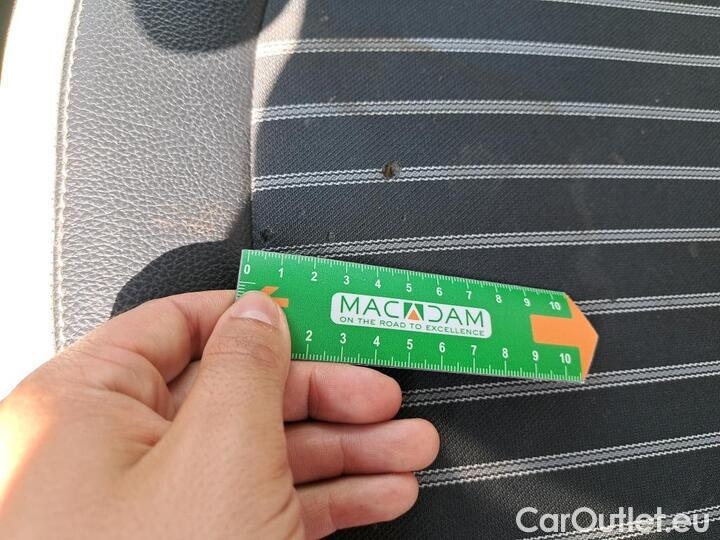 0 1 2 3 4 5 6 7 8 9 10
MACADAM
ON THE ROAD TO EXCELLENCE
2 3 4 5 6 7 8 9 10
CarOutlet.eu